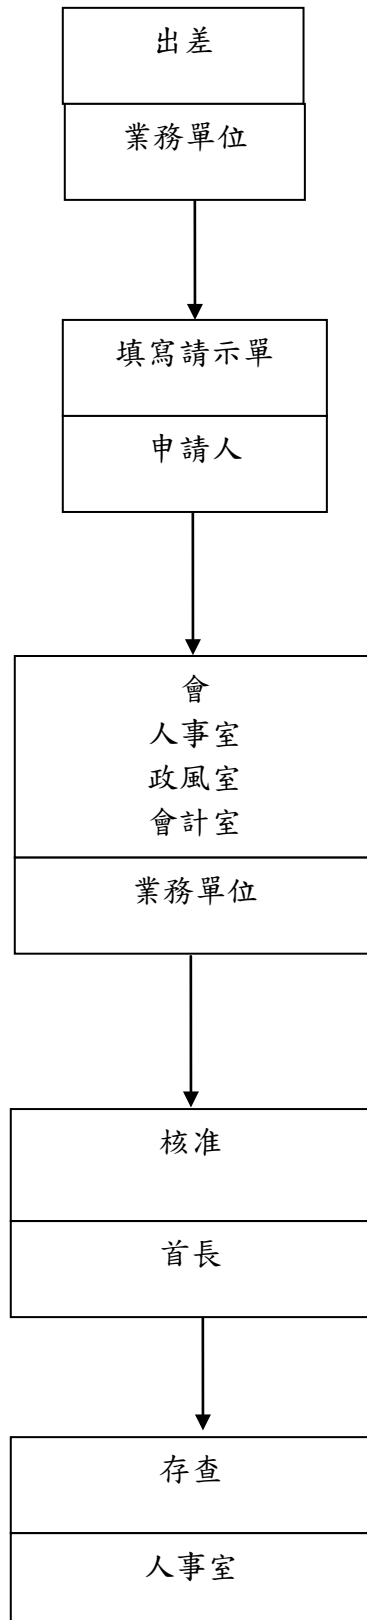 出差
業務單位
填寫請示單
申請人
會
人事室
政風室
會計室
業務單位
核准
首長
存查
人事室